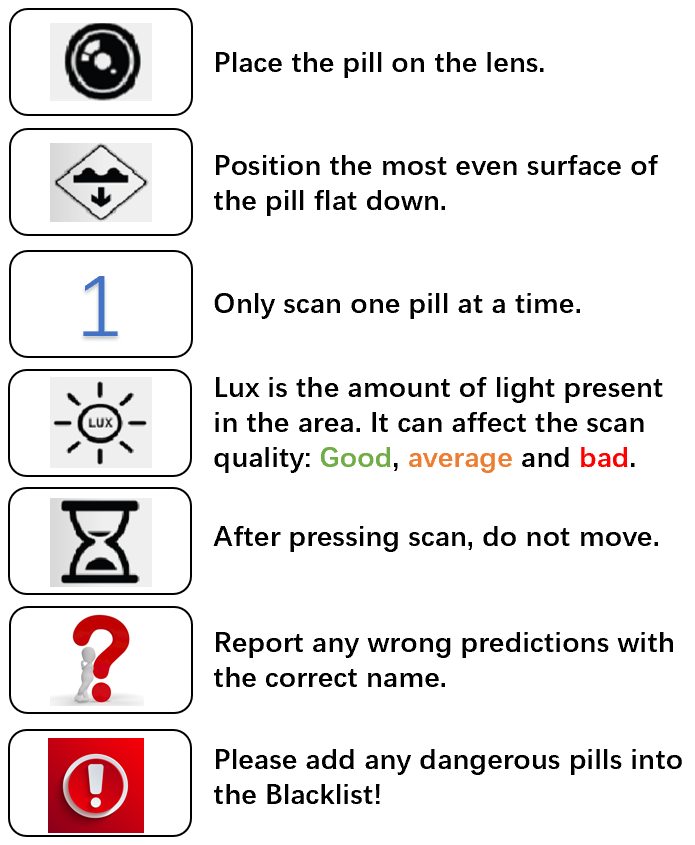 Place the pill on the lens.
Position the most even surface of
the pill flat down.
1
Only scan one pill at a time.
LUX
Lux is the amount of light present
in the area. It can affect the scan
quality: Good, average and bad.
After pressing scan, do not move.
?
Report any wrong predictions with
the correct name.
!
Please add any dangerous pills into
the Blacklist!